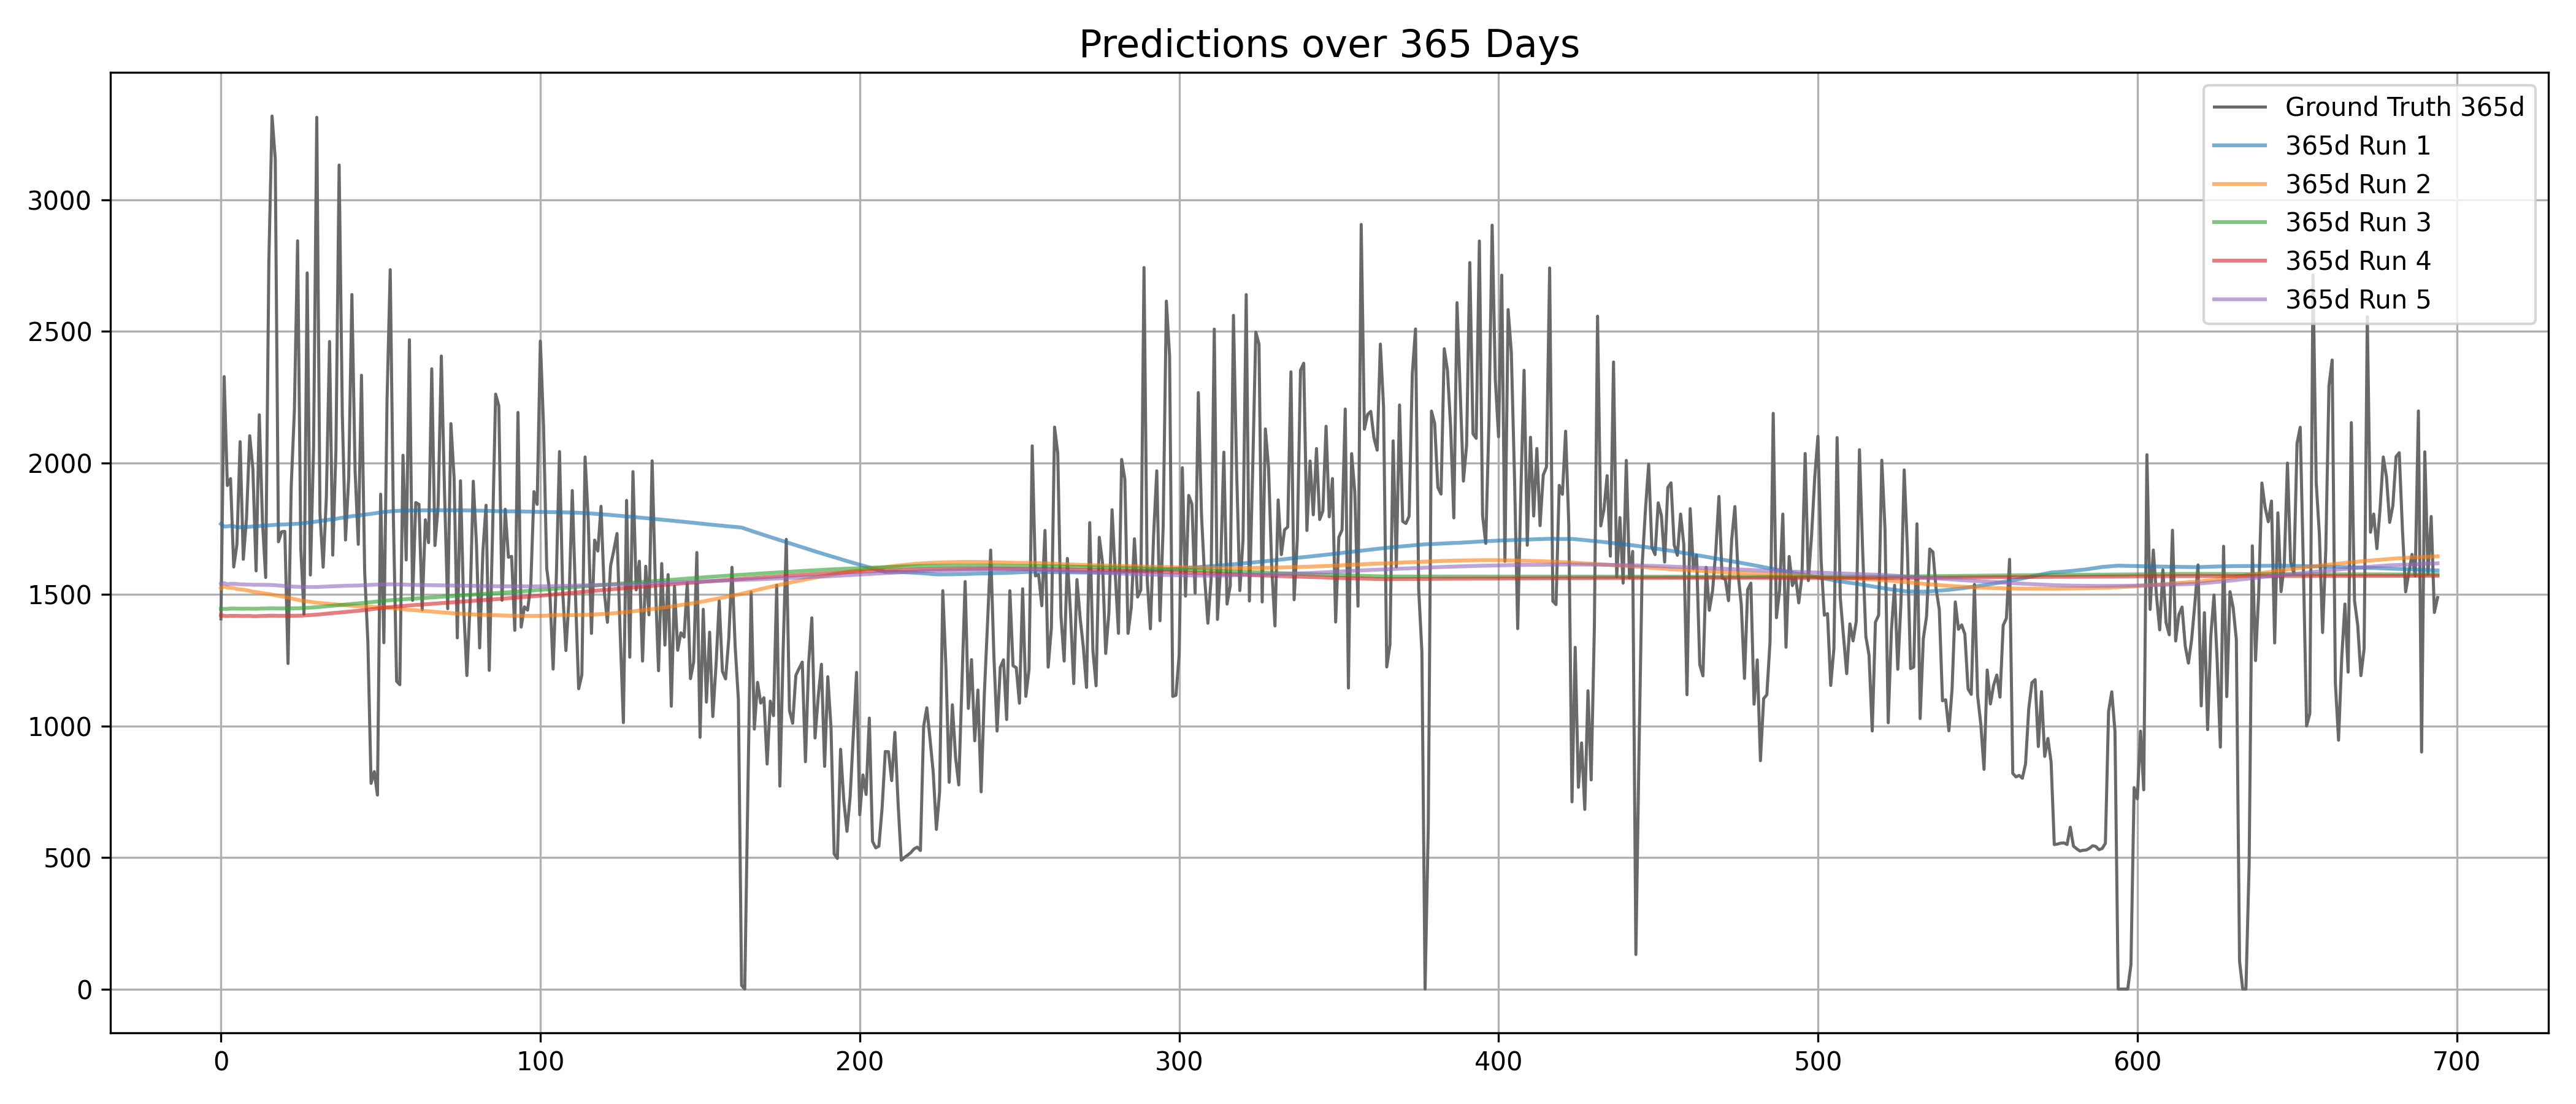 Predictions over 365 Days
3000
2500
2000
1500
1000
500
0
0 100 200 300 400 500 600 700
Ground Truth 365d
365d Run 1
365d Run 2
365d Run 3
365d Run 4
365d Run 5